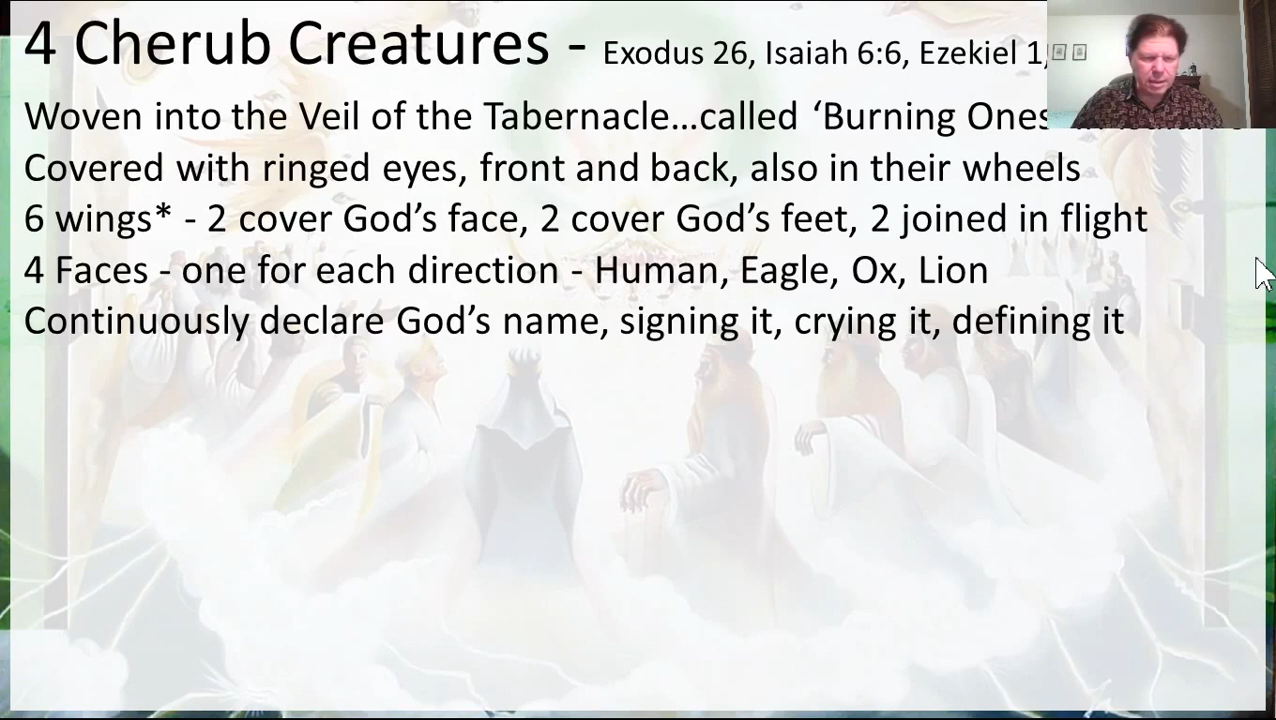 4 Cherub Creatures - Exodus 26, Isaiah 6:6, Ezekiel 1,
Woven into the Veil of the Tabernacle…called ‘Burning Ones
Covered with ringed eyes, front and back, also in their wheels
6 wings* - 2 cover God’s face, 2 cover God’s feet, 2 joined in flight
4 Faces - one for each direction - Human, Eagle, Ox, Lion
Continuously declare God’s name, signing it, crying it, defining it